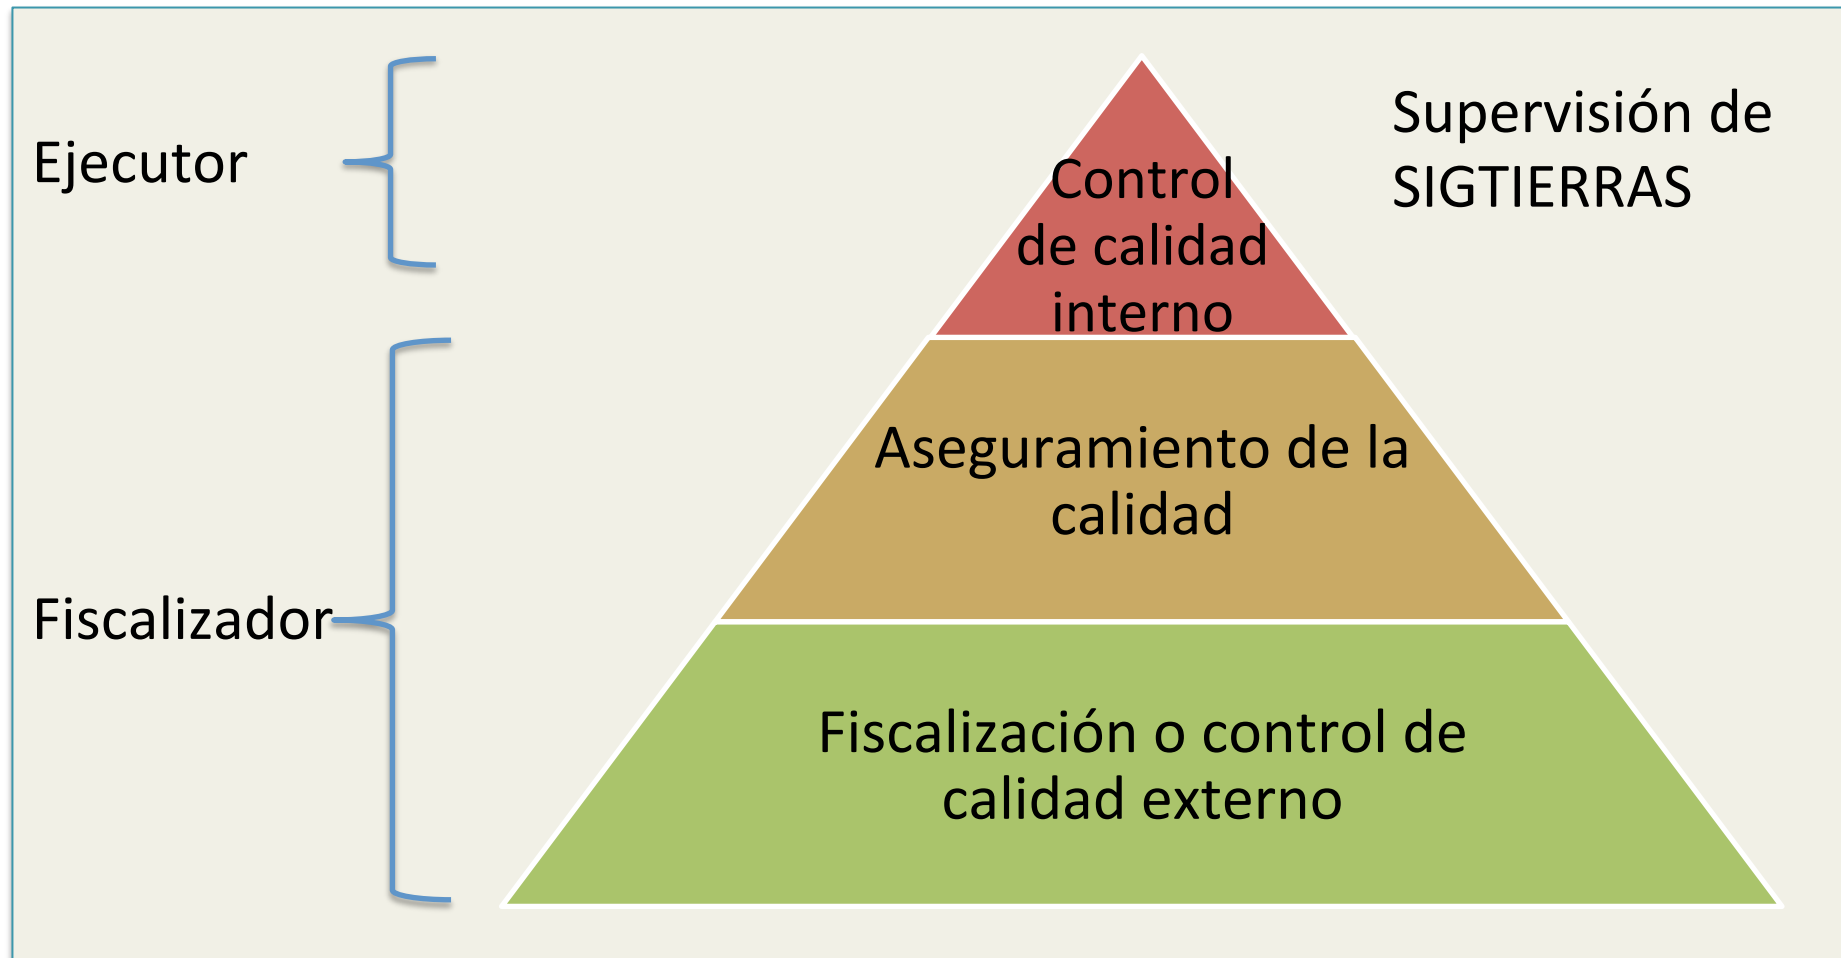 Ejecutor
Control
de calidad
interno
Supervisión de
SIGTIERRAS
Aseguramiento de la
calidad
Fiscalizador
Fiscalización o control de
calidad externo